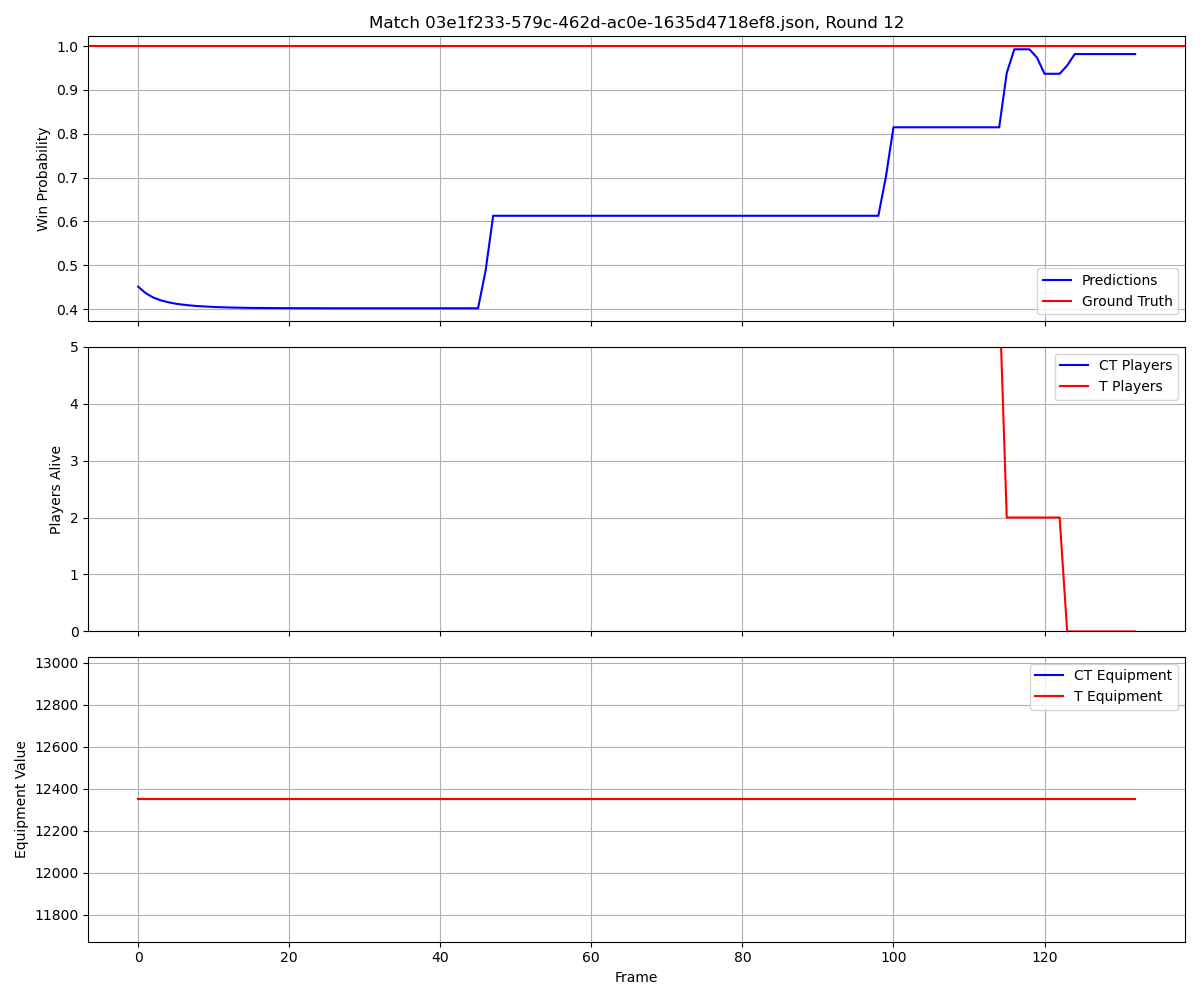 Match 03e1f233-579c-462d-ac0e-1635d4718ef8.json, Round 12
Win Probability
1.0
0.9
0.8
0.7
0.6
0.5
0.4
Predictions
Ground Truth
Players Alive
5
4
3
2
1
0
CT Players
T Players
Equipment Value
13000
12800
12600
12400
12200
12000
11800
CT Equipment
T Equipment
0 20 40 60 80 100 120
Frame